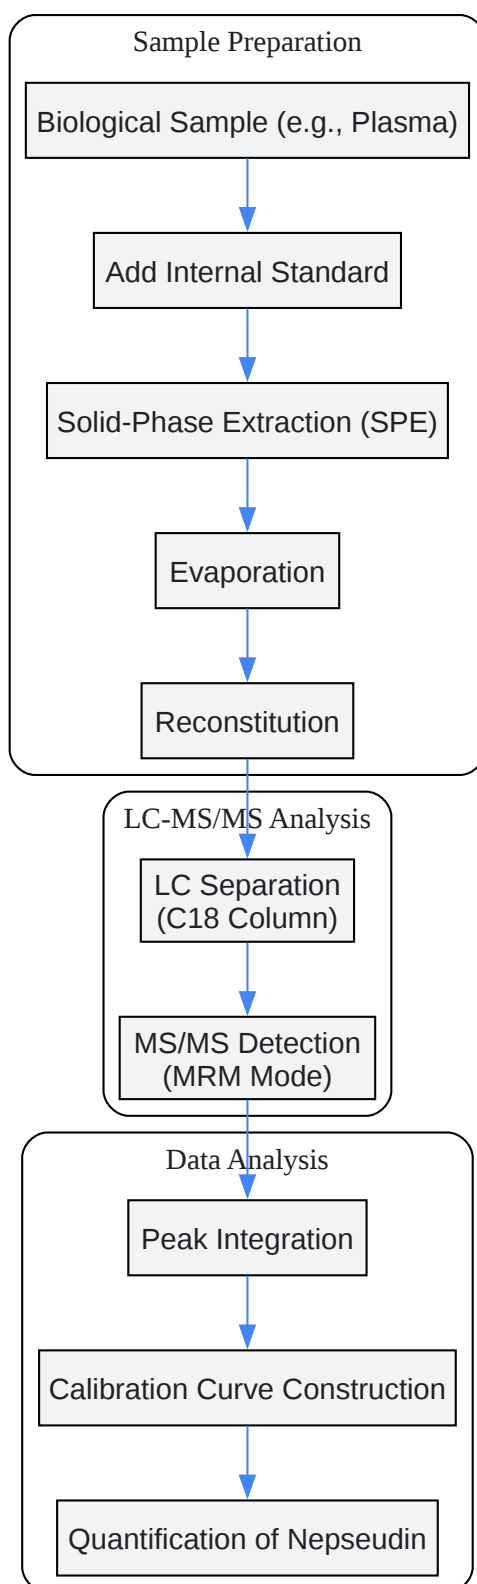 Sample Preparation
Biological Sample (e.g., Plasma)
Add Internal Standard
Solid-Phase Extraction (SPE)
Evaporation
Reconstitution
LC-MS/MS Analysis
LC Separation
(C18 Column)
MS/MS Detection
(MRM Mode)
Data Analysis
Peak Integration
Calibration Curve Construction
Quantification of Nepseudin